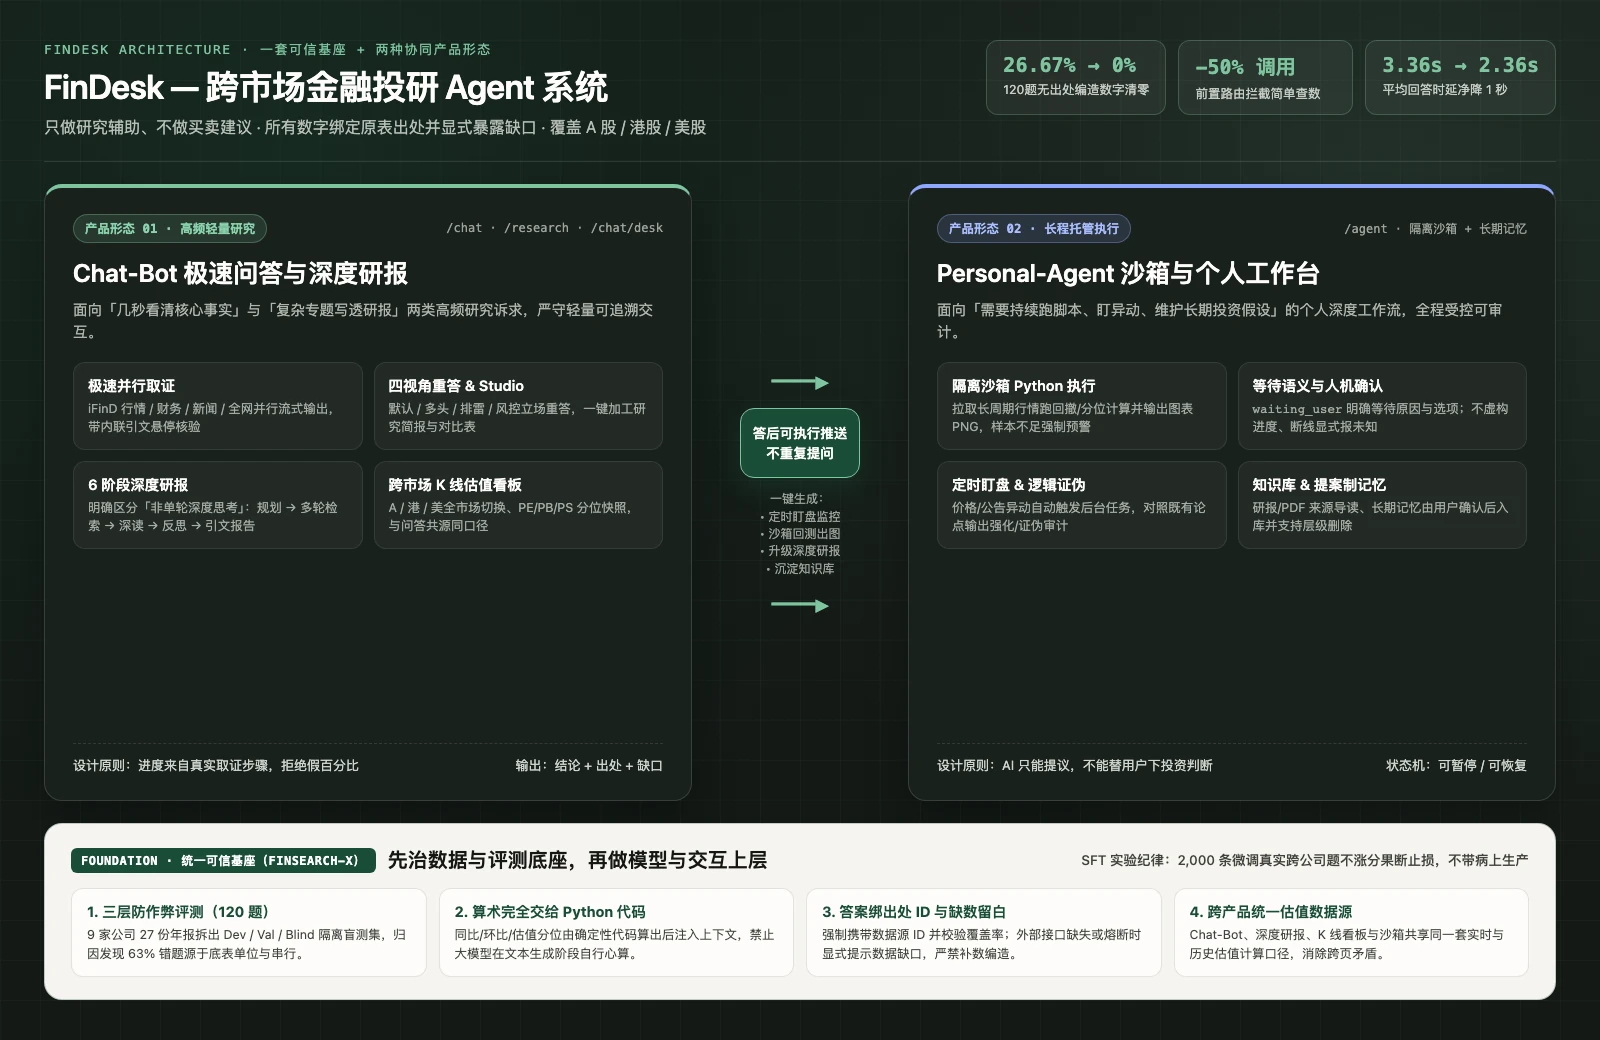 FINDESK ARCHITECTURE · 一套可信基座 + 两种协同产品形态
FinDesk — 跨市场金融投研 Agent 系统
只做研究辅助、不做买卖建议 · 所有数字绑定原表出处并显式暴露缺口 · 覆盖 A 股 / 港股 / 美股
26.67% → 0%
120题无出处编造数字清零
−50% 调用
前置路由拦截简单查数
3.36s → 2.36s
平均回答时延净降 1 秒
产品形态 01 · 高频轻量研究
/chat · /research · /chat/desk
Chat-Bot 极速问答与深度研报
面向「几秒看清核心事实」与「复杂专题写透研报」两类高频研究诉求，严守轻量可追溯交
互。
极速并行取证
iFinD 行情 / 财务 / 新闻 / 全网并行流式输出，
带内联引文悬停核验
四视角重答 & Studio
默认 / 多头 / 排雷 / 风控立场重答，一键加工研
究简报与对比表
6 阶段深度研报
明确区分「非单轮深度思考」：规划 → 多轮检
索 → 深读 → 反思 → 引文报告
跨市场 K 线估值看板
A / 港 / 美全市场切换、PE/PB/PS 分位快照，
与问答共源同口径
设计原则：进度来自真实取证步骤，拒绝假百分比
输出：结论 + 出处 + 缺口
答后可执行推送
不重复提问
一键生成：
• 定时盯盘监控
• 沙箱回测出图
• 升级深度研报
• 沉淀知识库
产品形态 02 · 长程托管执行
/agent · 隔离沙箱 + 长期记忆
Personal-Agent 沙箱与个人工作台
面向「需要持续跑脚本、盯异动、维护长期投资假设」的个人深度工作流，全程受控可审
计。
隔离沙箱 Python 执行
拉取长周期行情跑回撤/分位计算并输出图表
PNG，样本不足强制预警
等待语义与人机确认
waiting_user 明确等待原因与选项；不虚构
进度、断线显式报未知
定时盯盘 & 逻辑证伪
价格/公告异动自动触发后台任务，对照既有论
点输出强化/证伪审计
知识库 & 提案制记忆
研报/PDF 来源导读、长期记忆由用户确认后入
库并支持层级删除
设计原则：AI 只能提议，不能替用户下投资判断
状态机：可暂停 / 可恢复
FOUNDATION · 统一可信基座（FINSEARCH-X）
先治数据与评测底座，再做模型与交互上层
SFT 实验纪律：2,000 条微调真实跨公司题不涨分果断止损，不带病上生产
1. 三层防作弊评测（120 题）
9 家公司 27 份年报拆出 Dev / Val / Blind 隔离盲测集，归
因发现 63% 错题源于底表单位与串行。
2. 算术完全交给 Python 代码
同比/环比/估值分位由确定性代码算出后注入上下文，禁止
大模型在文本生成阶段自行心算。
3. 答案绑出处 ID 与缺数留白
强制携带数据源 ID 并校验覆盖率；外部接口缺失或熔断时
显式提示数据缺口，严禁补数编造。
4. 跨产品统一估值数据源
Chat-Bot、深度研报、K 线看板与沙箱共享同一套实时与
历史估值计算口径，消除跨页矛盾。